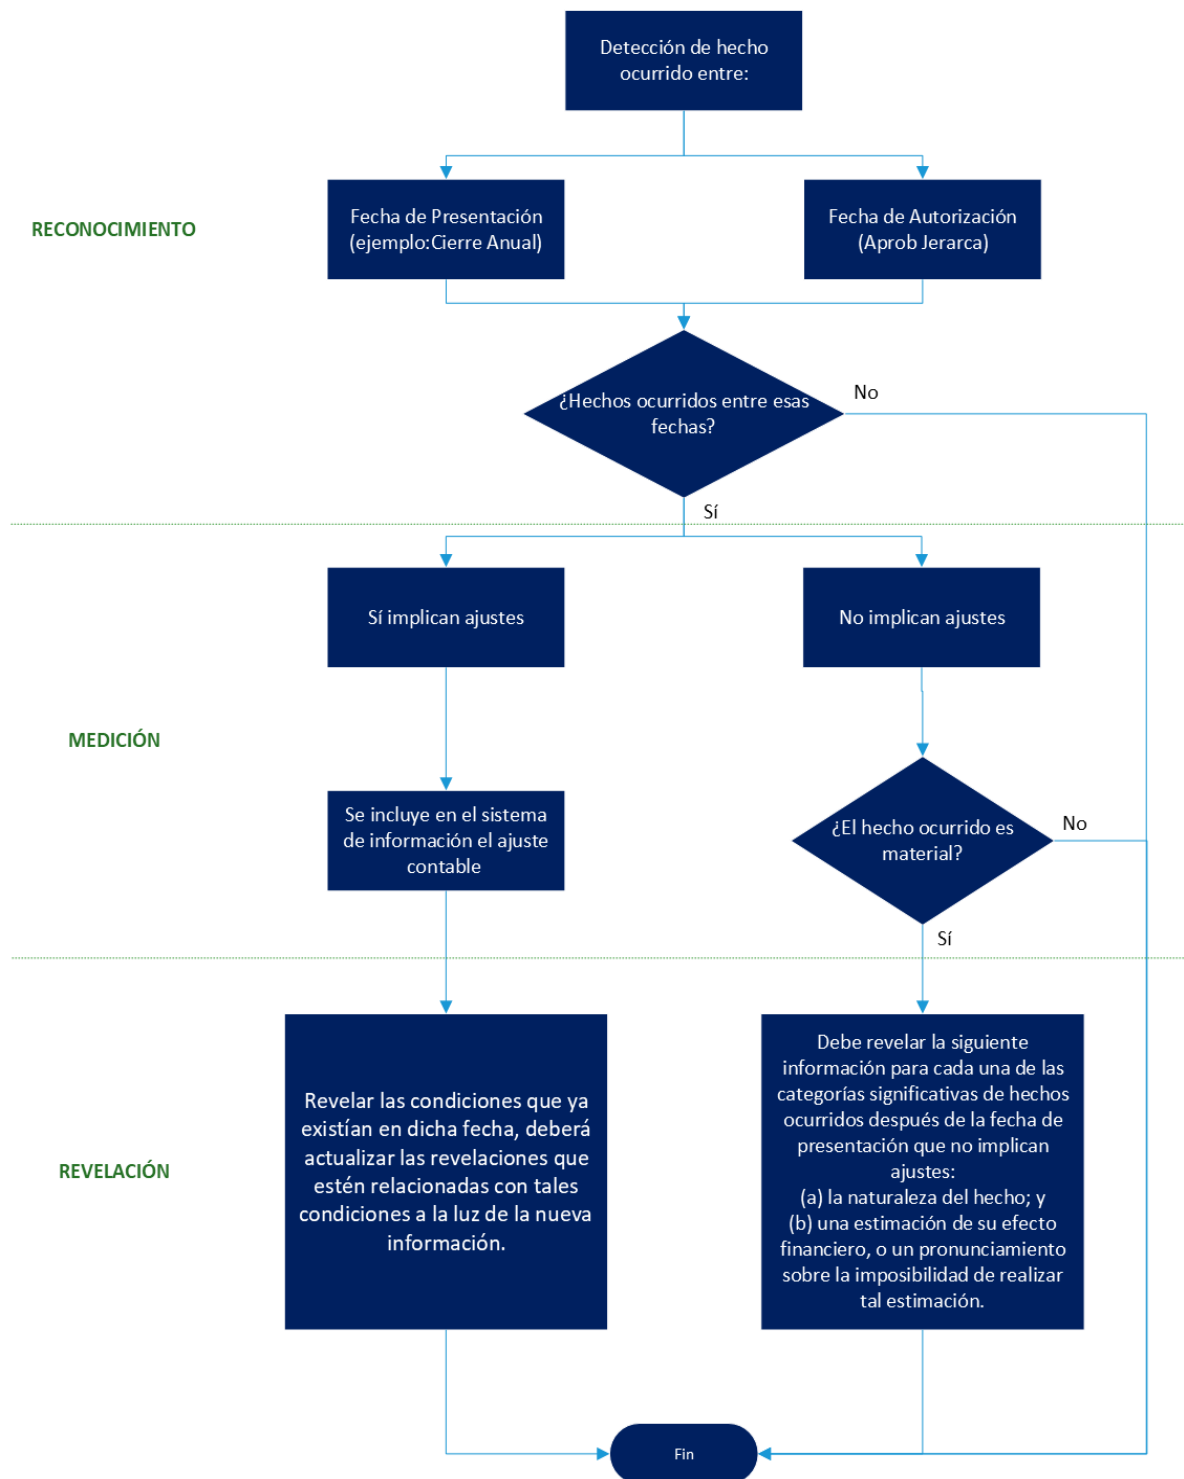 Detección de hecho
ocurrido entre:
RECONOCIMIENTO
Fecha de Presentación
(ejemplo:Cierre Anual)
Fecha de Autorización
(Aprob Jerarca)
¿Hechos ocurridos entre esas
fechas?
No
Sí
Sí implican ajustes
No implican ajustes
MEDICIÓN
Se incluye en el sistema
de información el ajuste
contable
¿El hecho ocurrido es
material?
No
Sí
REVELACIÓN
Revelar las condiciones que ya
existían en dicha fecha, deberá
actualizar las revelaciones que
estén relacionadas con tales
condiciones a la luz de la nueva
información.
Debe revelar la siguiente
información para cada una de las
categorías significativas de hechos
ocurridos después de la fecha de
presentación que no implican
ajustes:
(a) la naturaleza del hecho; y
(b) una estimación de su efecto
financiero, o un pronunciamiento
sobre la imposibilidad de realizar
tal estimación.
Fin